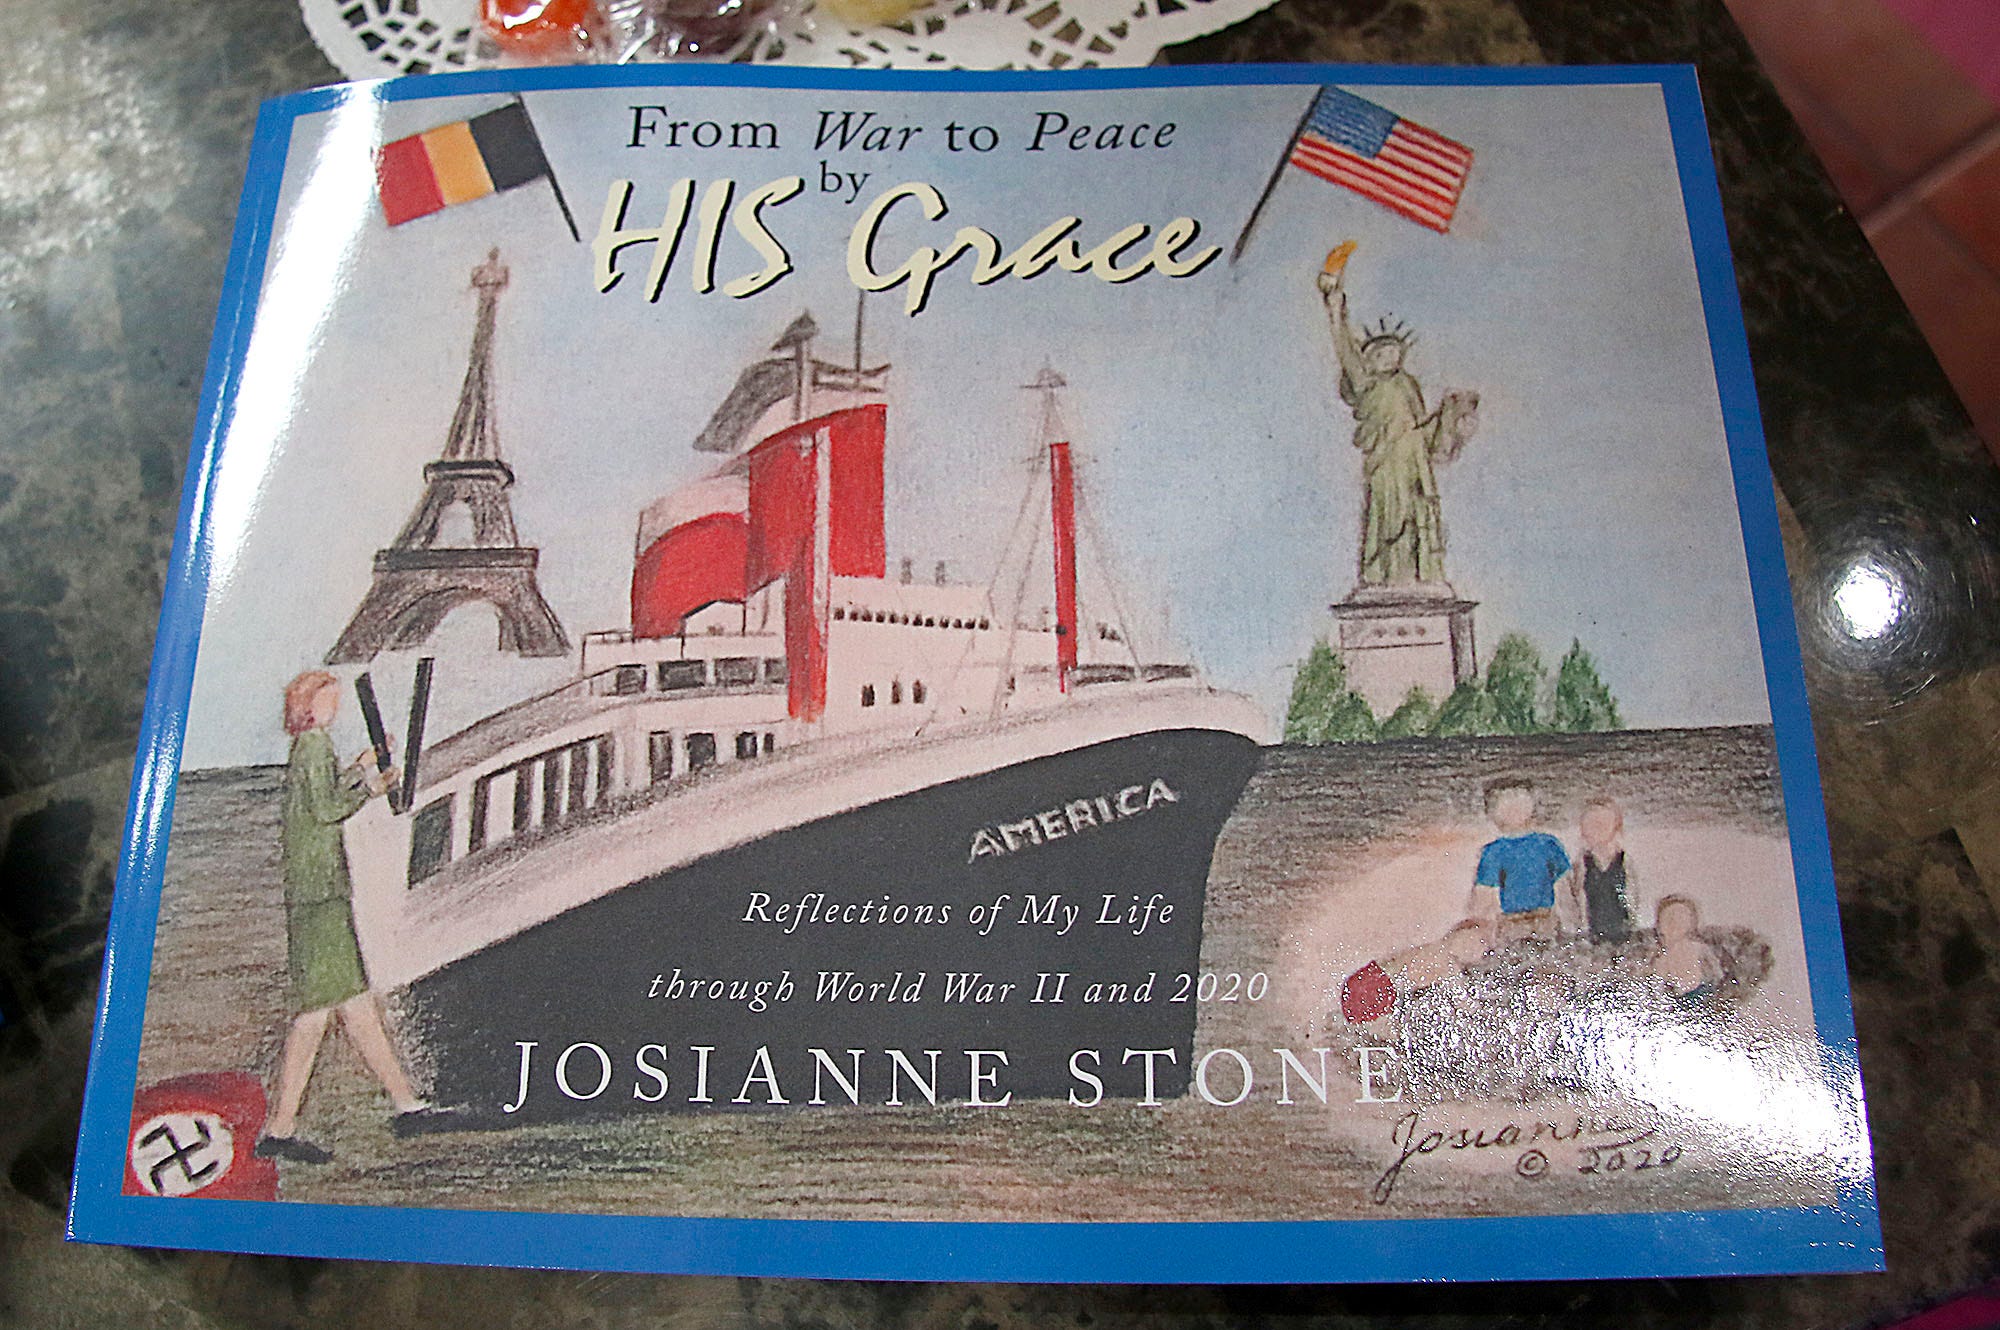 From War to Peace
by
HIS Grace
AMERICA
Reflections of My Life
through World War II and 2020
JOSIANNE STONE
Josianne
© 2020